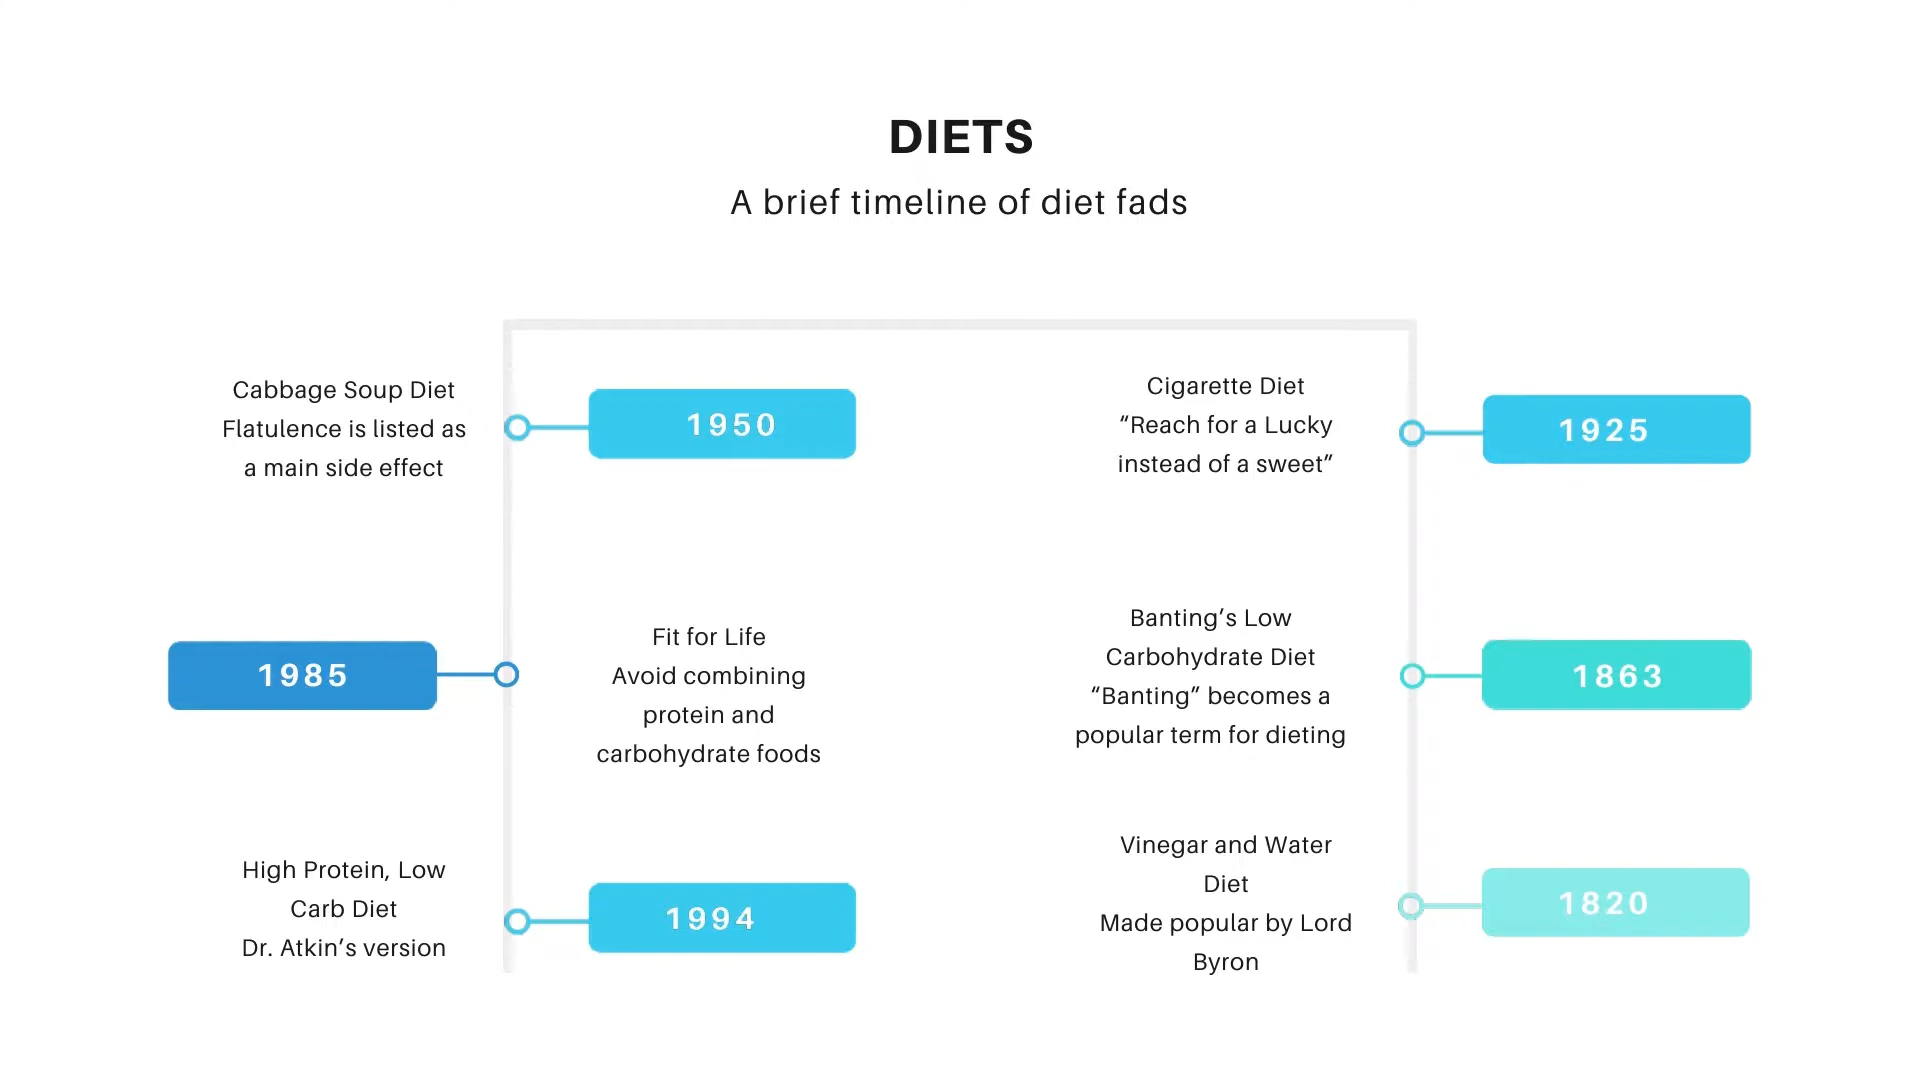 DIETS
A brief timeline of diet fads
Cabbage Soup Diet
Flatulence is listed as
a main side effect
1950
1985
Fit for Life
Avoid combining
protein and
carbohydrate foods
High Protein, Low
Carb Diet
Dr. Atkin’s version
1994
Cigarette Diet
“Reach for a Lucky
instead of a sweet”
1925
Banting’s Low
Carbohydrate Diet
“Banting” becomes a
popular term for dieting
1863
Vinegar and Water
Diet
Made popular by Lord
Byron
1820